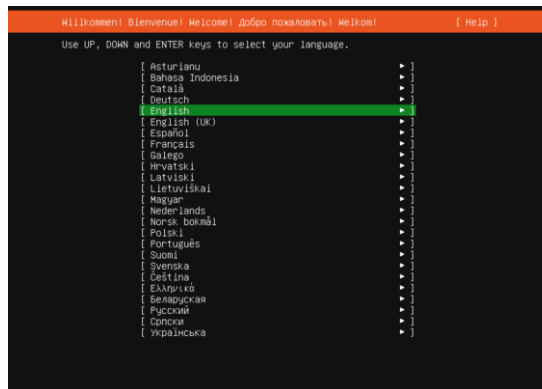 Willkommen! Bienvenue! Welcome! Добро пожаловать! Welkom! [ Help ]
Use UP, DOWN and ENTER keys to select your language.
[ Asturianu ► ]
[ Bahasa Indonesia ► ]
[ Català ► ]
[ Deutsch ► ]
[ English ► ]
[ English (UK) ► ]
[ Español ► ]
[ Français ► ]
[ Galego ► ]
[ Hrvatski ► ]
[ Latviski ► ]
[ Lietuviškai ► ]
[ Magyar ► ]
[ Nederlands ► ]
[ Norsk bokmål ► ]
[ Polski ► ]
[ Português ► ]
[ Suomi ► ]
[ Svenska ► ]
[ Čeština ► ]
[ Ελληνικά ► ]
[ Беларуская ► ]
[ Русский ► ]
[ Српски ► ]
[ Українська ► ]